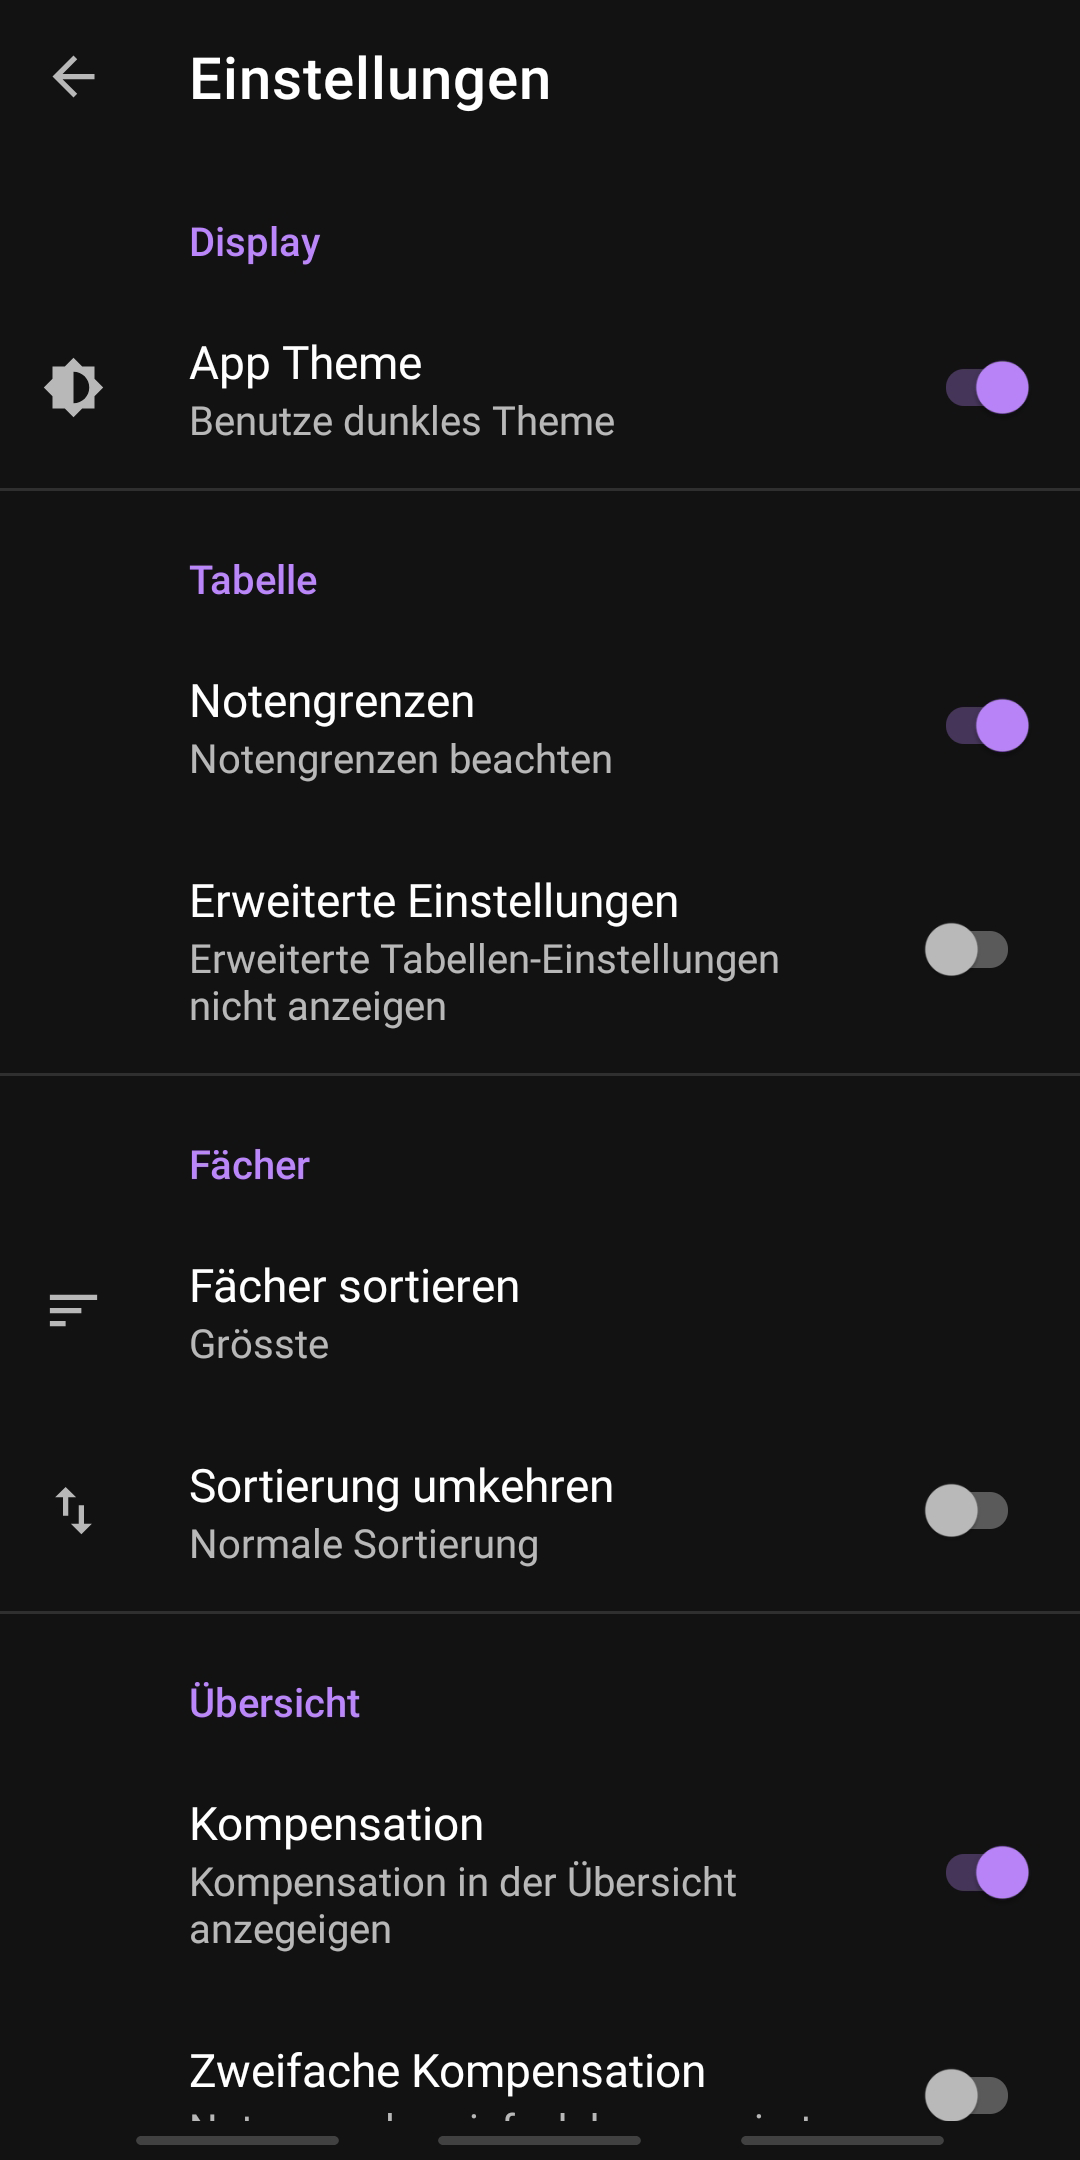 Einstellungen
Display
App Theme
Benutze dunkles Theme
Tabelle
Notengrenzen
Notengrenzen beachten
Erweiterte Einstellungen
Erweiterte Tabellen-Einstellungen
nicht anzeigen
Fächer
Fächer sortieren
Grösste
Sortierung umkehren
Normale Sortierung
Übersicht
Kompensation
Kompensation in der Übersicht
anzegeigen
Zweifache Kompensation